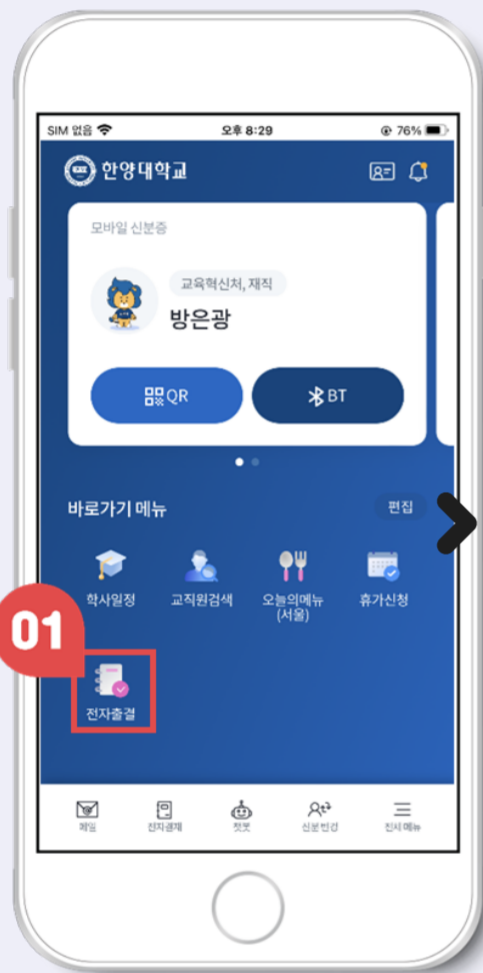 SIM 없음 오후 8:29 76%
한양대학교
모바일 신분증
교육혁신처, 재직
방은광
QR BT
바로가기 메뉴 편집
학사일정 교직원검색 오늘의메뉴 휴가신청
(서울)
01
전자출결
메일 전자결재 챗봇 신분변경 전체메뉴